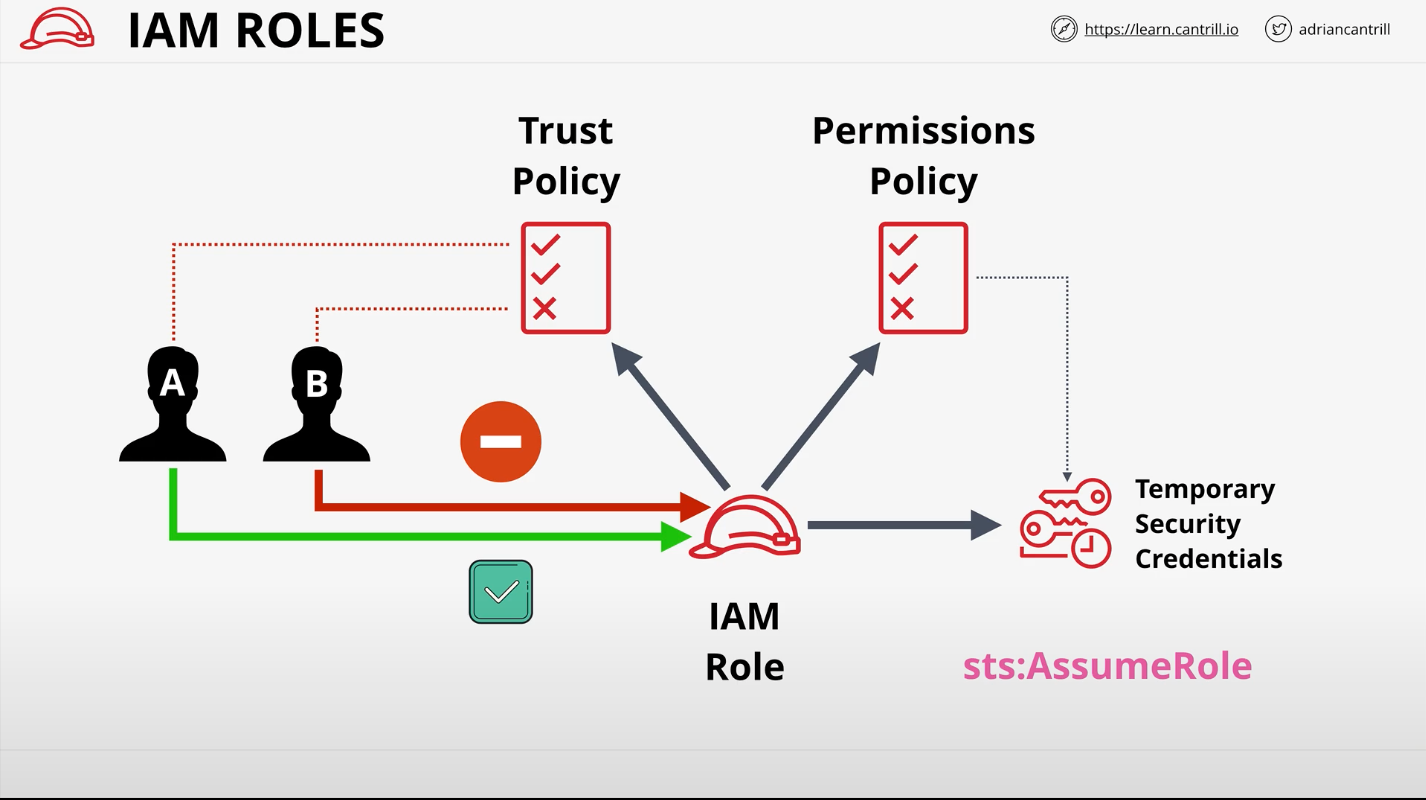 IAM ROLES
https://learn.cantrill.io
adriancantrill
Trust
Policy
Permissions
Policy
A
B
Temporary
Security
Credentials
IAM
Role
sts:AssumeRole